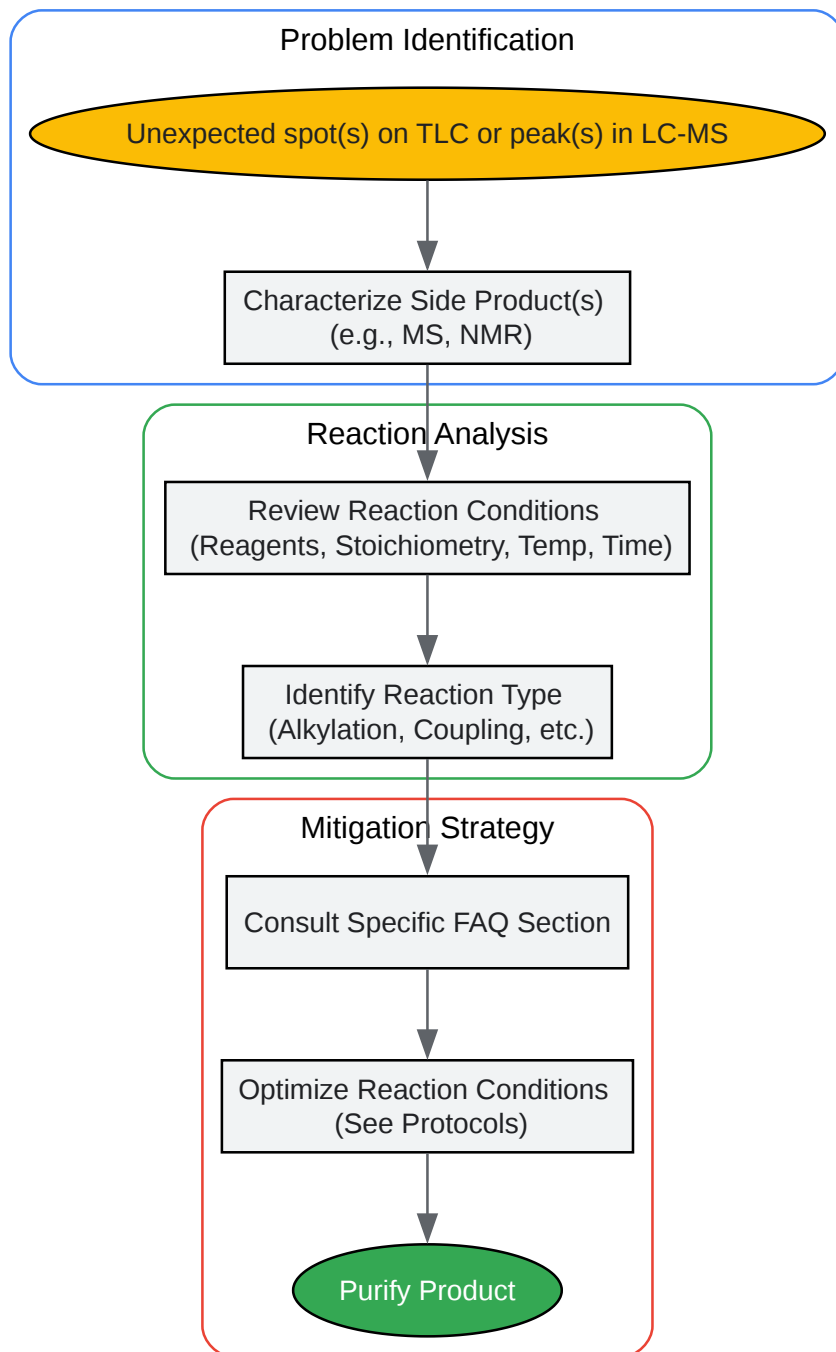 Problem Identification
Unexpected spot(s) on TLC or peak(s) in LC-MS
Characterize Side Product(s)
(e.g., MS, NMR)
Reaction Analysis
Review Reaction Conditions
(Reagents, Stoichiometry, Temp, Time)
Identify Reaction Type
(Alkylation, Coupling, etc.)
Mitigation Strategy
Consult Specific FAQ Section
Optimize Reaction Conditions
(See Protocols)
Purify Product